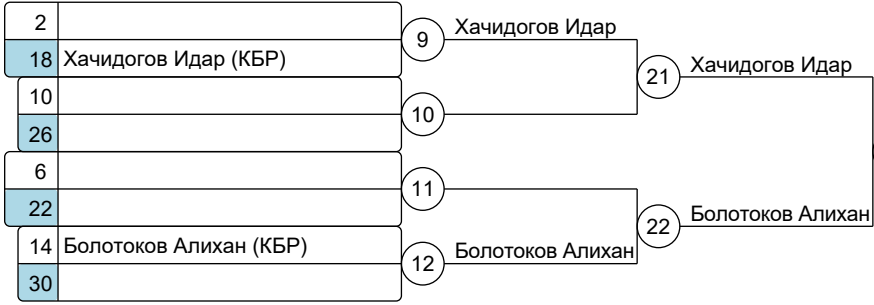 2
9 Хачидогов Идар
18 Хачидогов Идар (КБР)
21 Хачидогов Идар
10
10
26
6
11
22
22 Болотоков Алихан
14 Болотоков Алихан (КБР)
12 Болотоков Алихан
30